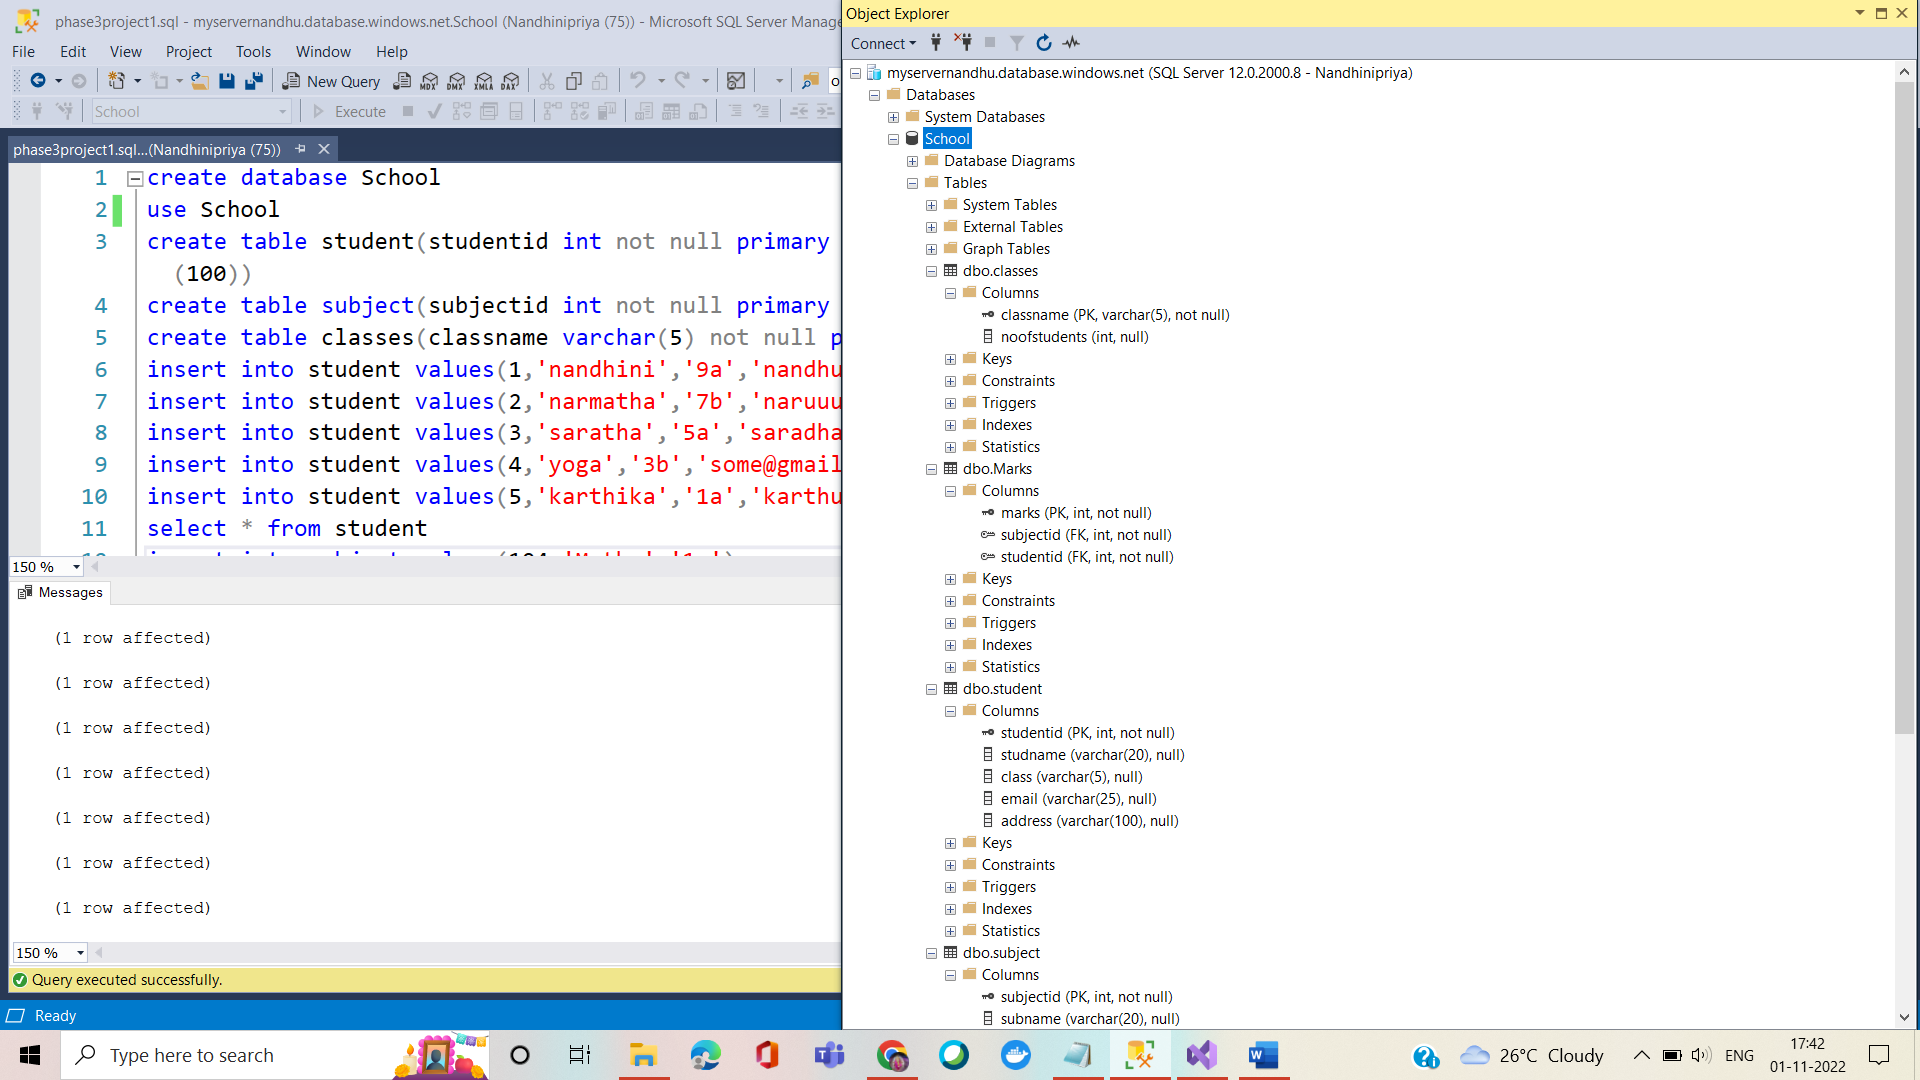 phase3project1.sql - myservernandhu.database.windows.net.School (Nandhinipriya (75)) - Microsoft SQL Server Manage
File Edit View Project Tools Window Help
New Query MDX DMX XMLA DAX
School Execute
phase3project1.sql...(Nandhinipriya (75))
1 create database School
2 use School
3 create table student(studentid int not null primary
(100))
4 create table subject(subjectid int not null primary
5 create table classes(classname varchar(5) not null p
6 insert into student values(1,'nandhini','9a','nandhu
7 insert into student values(2,'narmatha','7b','naruuu
8 insert into student values(3,'saratha','5a','saradha
9 insert into student values(4,'yoga','3b','some@gmail
10 insert into student values(5,'karthika','1a','karthu
11 select * from student
150 %
Messages
(1 row affected)
(1 row affected)
(1 row affected)
(1 row affected)
(1 row affected)
(1 row affected)
(1 row affected)
150 %
Query executed successfully.
Ready
Object Explorer
Connect
myservernandhu.database.windows.net (SQL Server 12.0.2000.8 - Nandhinipriya)
Databases
System Databases
School
Database Diagrams
Tables
System Tables
External Tables
Graph Tables
dbo.classes
Columns
classname (PK, varchar(5), not null)
noofstudents (int, null)
Keys
Constraints
Triggers
Indexes
Statistics
dbo.Marks
Columns
marks (PK, int, not null)
subjectid (FK, int, not null)
studentid (FK, int, not null)
Keys
Constraints
Triggers
Indexes
Statistics
dbo.student
Columns
studentid (PK, int, not null)
studname (varchar(20), null)
class (varchar(5), null)
email (varchar(25), null)
address (varchar(100), null)
Keys
Constraints
Triggers
Indexes
Statistics
dbo.subject
Columns
subjectid (PK, int, not null)
subname (varchar(20), null)
Type here to search
26°C Cloudy
ENG
17:42
01-11-2022